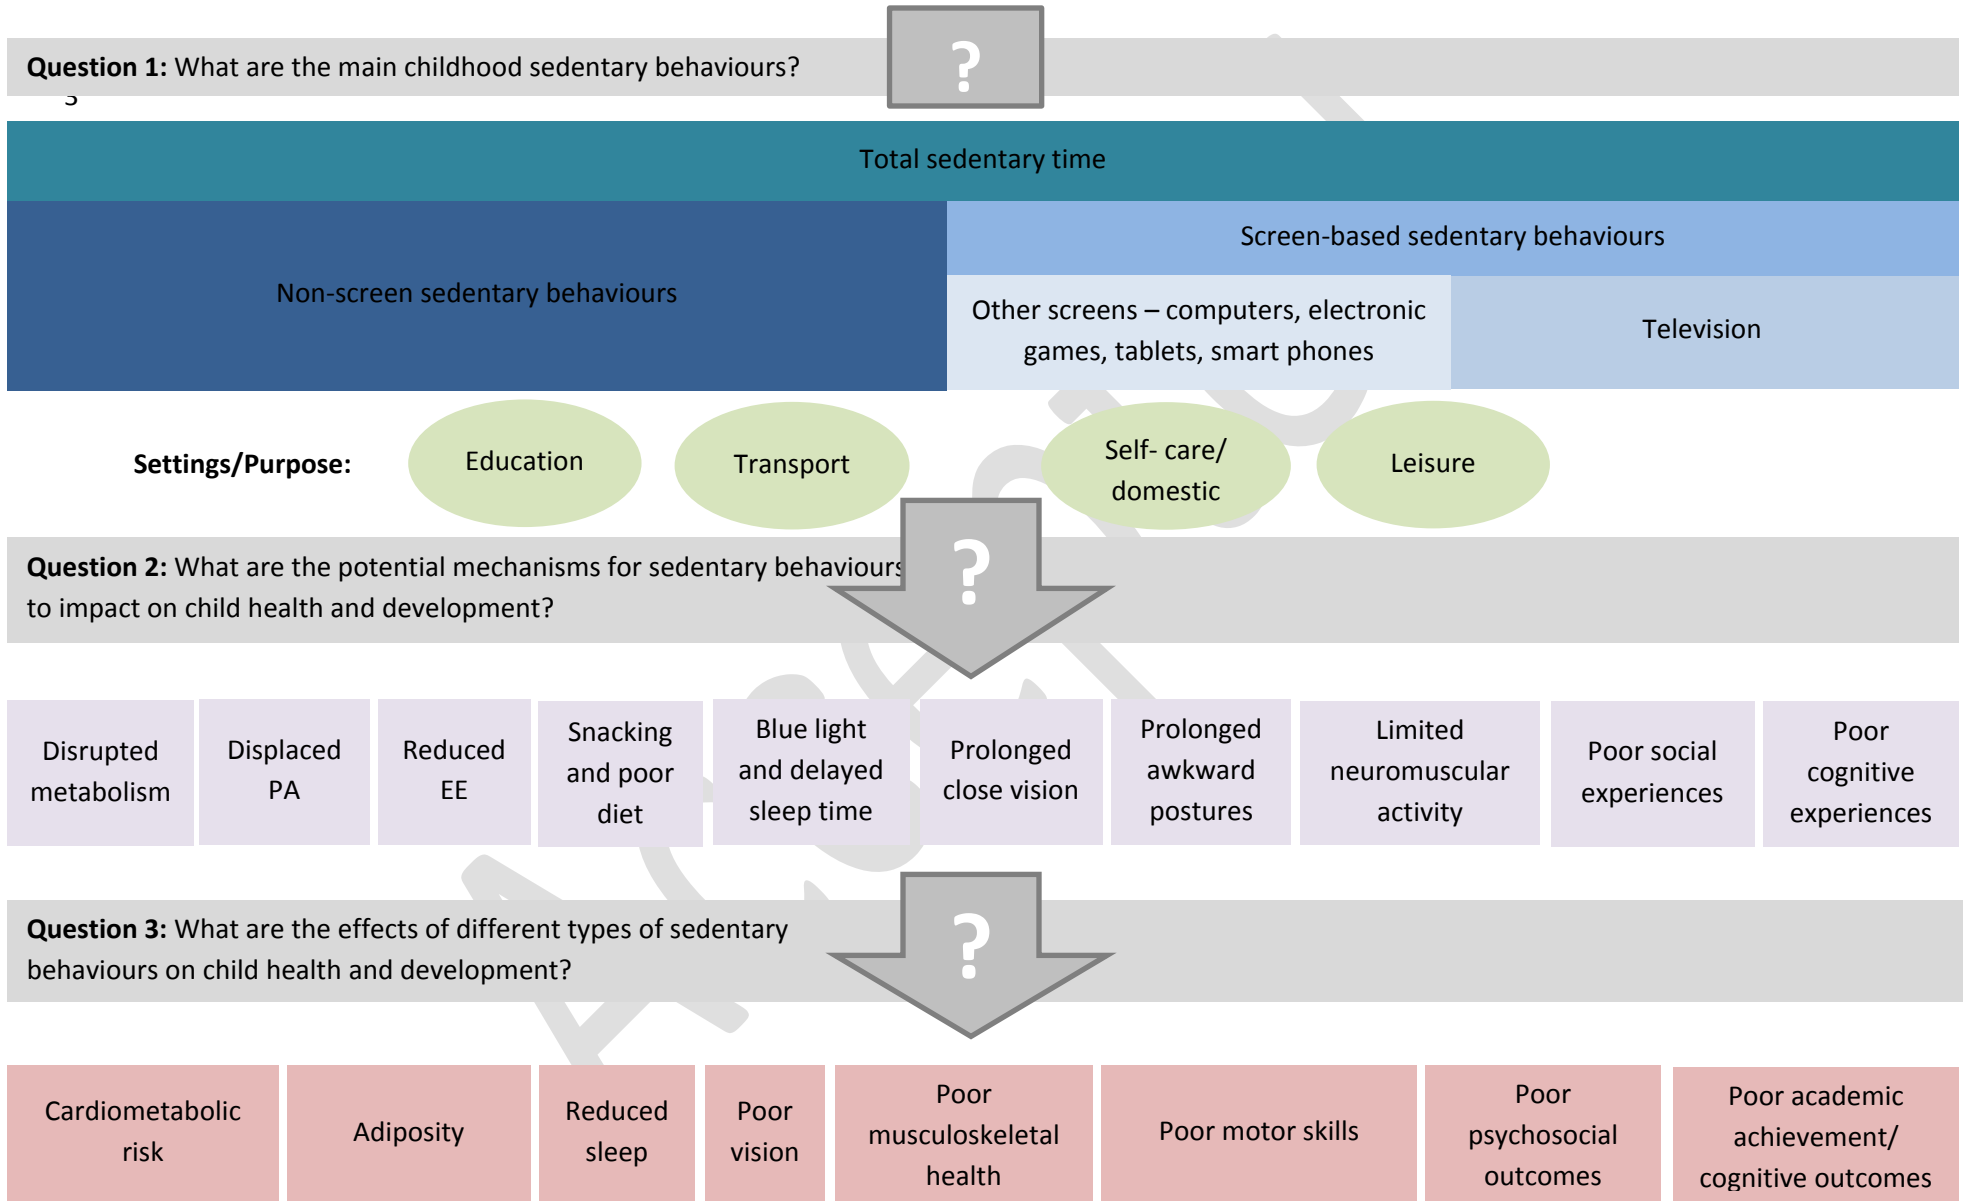 ?
Question 1: What are the main childhood sedentary behaviours?
Total sedentary time
Non-screen sedentary behaviours
Screen-based sedentary behaviours
Other screens – computers, electronic
games, tablets, smart phones
Television
Settings/Purpose:
Education
Transport
Self- care/
domestic
Leisure
?
Question 2: What are the potential mechanisms for sedentary behaviours
to impact on child health and development?
Disrupted
metabolism
Displaced
PA
Reduced
EE
Snacking
and poor
diet
Blue light
and delayed
sleep time
Prolonged
close vision
Prolonged
awkward
postures
Limited
neuromuscular
activity
Poor social
experiences
Poor
cognitive
experiences
?
Question 3: What are the effects of different types of sedentary
behaviours on child health and development?
Cardiometabolic
risk
Adiposity
Reduced
sleep
Poor
vision
Poor
musculoskeletal
health
Poor motor skills
Poor
psychosocial
outcomes
Poor academic
achievement/
cognitive outcomes